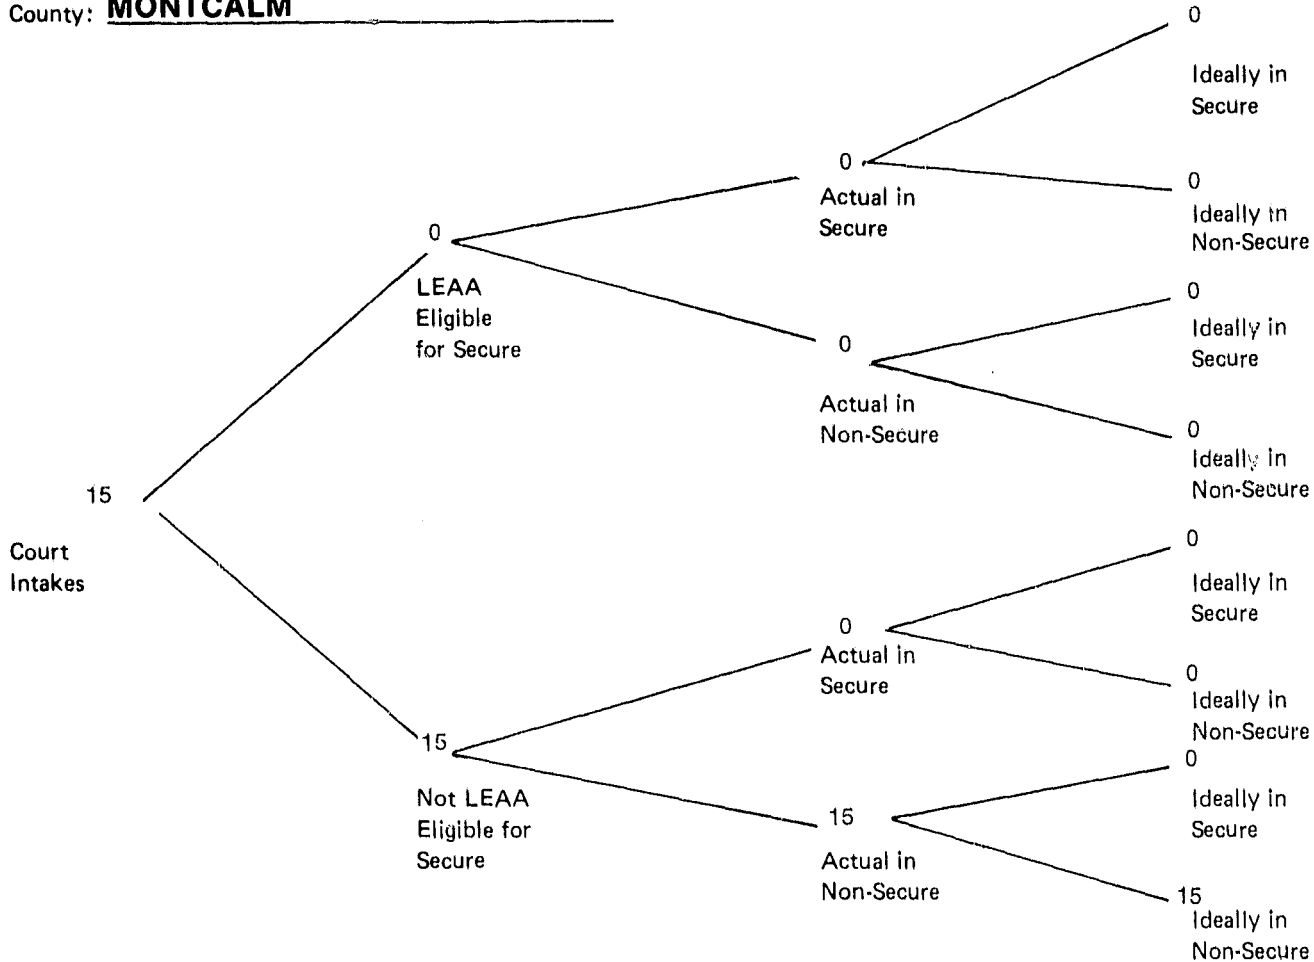 County: MONTCALM
0
Ideally in
Secure
0
Actual in
Secure
0
Ideally in
Non-Secure
0
LEAA
Eligible
for Secure
0
Ideally in
Secure
0
Actual in
Non-Secure
0
Ideally in
Non-Secure
15
Court
Intakes
0
Ideally in
Secure
0
Actual in
Secure
0
Ideally in
Non-Secure
15
Not LEAA
Eligible for
Secure
0
Ideally in
Secure
15
Actual in
Non-Secure
15
Ideally in
Non-Secure